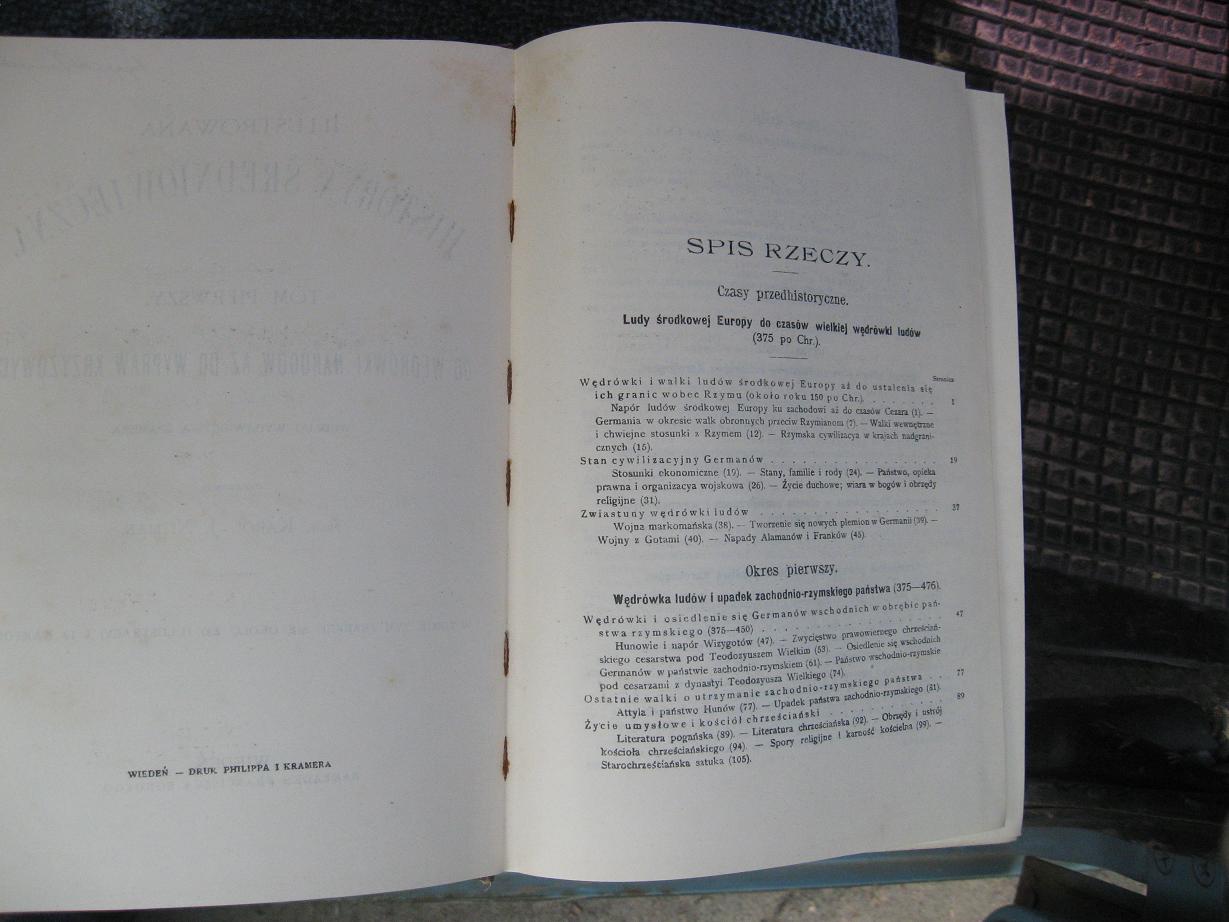 WIEDEŃ — DRUK PHILIPPA I KRAMERA
SPIS RZECZY.
Czasy przedhistoryczne.
Ludy środkowej Europy do czasów wielkiej wędrówki ludów
(375 po Chr.).
Stronica
Wędrówki i walki ludów środkowej Europy aż do ustalenia się
ich granic wobec Rzymu (około roku 150 po Chr.) . . . . . . . 1
Napór ludów środkowej Europy ku zachodowi aż do czasów Cezara (1). —
Germania w okresie walk obronnych przeciw Rzymianom (7). — Walki wewnętrzne
i chwiejne stosunki z Rzymem (12). — Rzymska cywilizacya w krajach nadgrani-
cznych (15).
Stan cywilizacyjny Germanów . . . . . . . . . . . . . . . . 19
Stosunki ekonomiczne (19). — Stany, familie i rody (24). — Państwo, opieka
prawna i organizacya wojskowa (26). — Życie duchowe; wiara w bogów i obrzędy
religijne (31).
Zwiastuny wędrówki ludów . . . . . . . . . . . . . . . . . 37
Wojna markomańska (38). — Tworzenie się nowych plemion w Germanii (39). —
Wojny z Gotami (40). — Napady Alamanów i Franków (45)
Okres pierwszy.
Wędrówka ludów i upadek zachodnio-rzymskiego państwa (375—476).
Wędrówki i osiedlenie się Germanów wschodnich w obrębie pań-
stwa rzymskiego (375—450) . . . . . . . . . . . . . . . . . 47
Hunowie i napór Wizygotów (47). — Zwycięstwo prawowiernego chrześciań-
skiego cesarstwa pod Teodozyuszem Wielkim (53). — Osiedlenie się wschodnich
Germanów w państwie zachodnio-rzymskiem (61). — Państwo wschodnio-rzymskie
pod cesarzami z dynastyi Teodozyusza Wielkiego (74).
Ostatnie walki o utrzymanie zachodnio-rzymskiego państwa . . 77
Attyla i państwo Hunów (77). — Upadek państwa zachodnio-rzymskiego (81).
Życie umysłowe i kościół chrześciański . . . . . . . . . . . 89
Literatura pogańska (89). — Literatura chrześciańska (92). — Obrzędy i ustrój
kościoła chrześciańskiego (94). — Spory religijne i karność kościelna (99). —
Starochrześciańska sztuka (105).